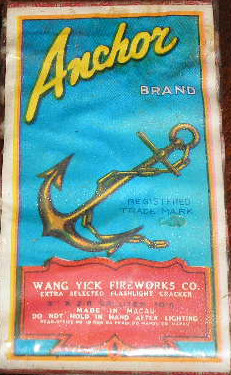 Anchor
BRAND
REGISTERED
TRADE MARK
WANG YICK FIREWORKS CO.
EXTRA SELECTED FLASHLIGHT CRACKER
MADE IN MACAU
DO NOT HOLD IN HAND AFTER LIGHTING